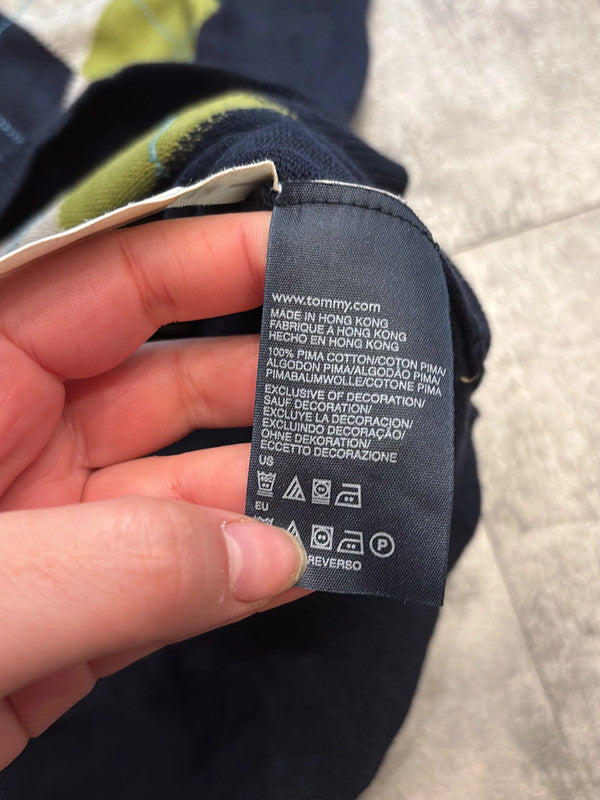 www.tommy.com
MADE IN HONG KONG
FABRIQUE A HONG KONG
HECHO EN HONG KONG
100% PIMA COTTON/COTON PIMA/
ALGODON PIMA/ALGODÃO PIMA/
PIMABAUMWOLLE/COTONE PIMA
EXCLUSIVE OF DECORATION/
SAUF DECORATION/
EXCLUYE LA DECORACION/
EXCLUINDO DECORAÇÃO/
OHNE DEKORATION/
ECCETTO DECORAZIONE
US
EU
P
REVERSO